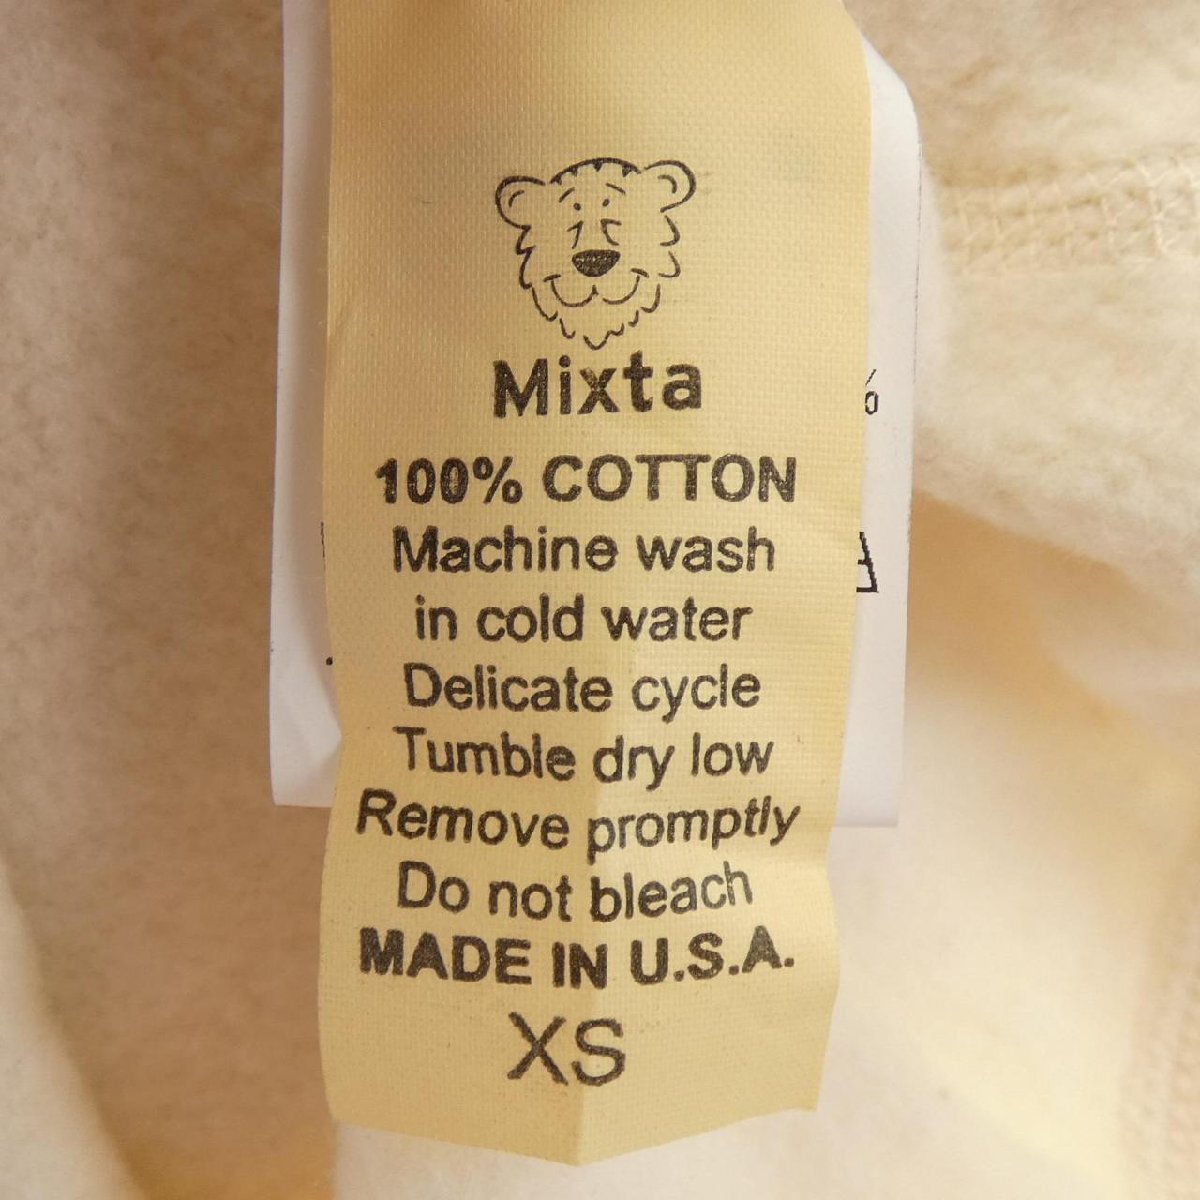 Mixta
100% COTTON
Machine wash
in cold water
Delicate cycle
Tumble dry low
Remove promptly
Do not bleach
MADE IN U.S.A.
XS
%